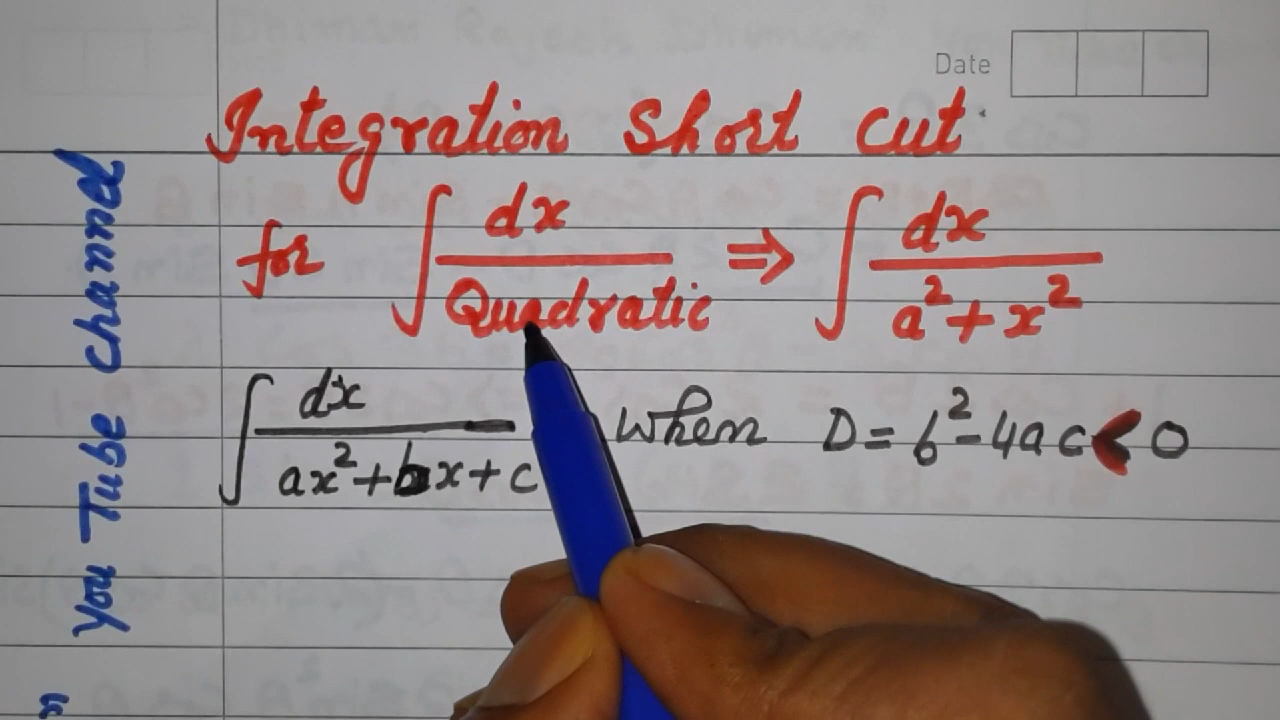 Date
Integration Short cut
for ∫ dx / Quadratic ⇒ ∫ dx / a² + x²
∫ dx / ax² + bx + c When D = b² - 4ac < 0
You Tube Channel